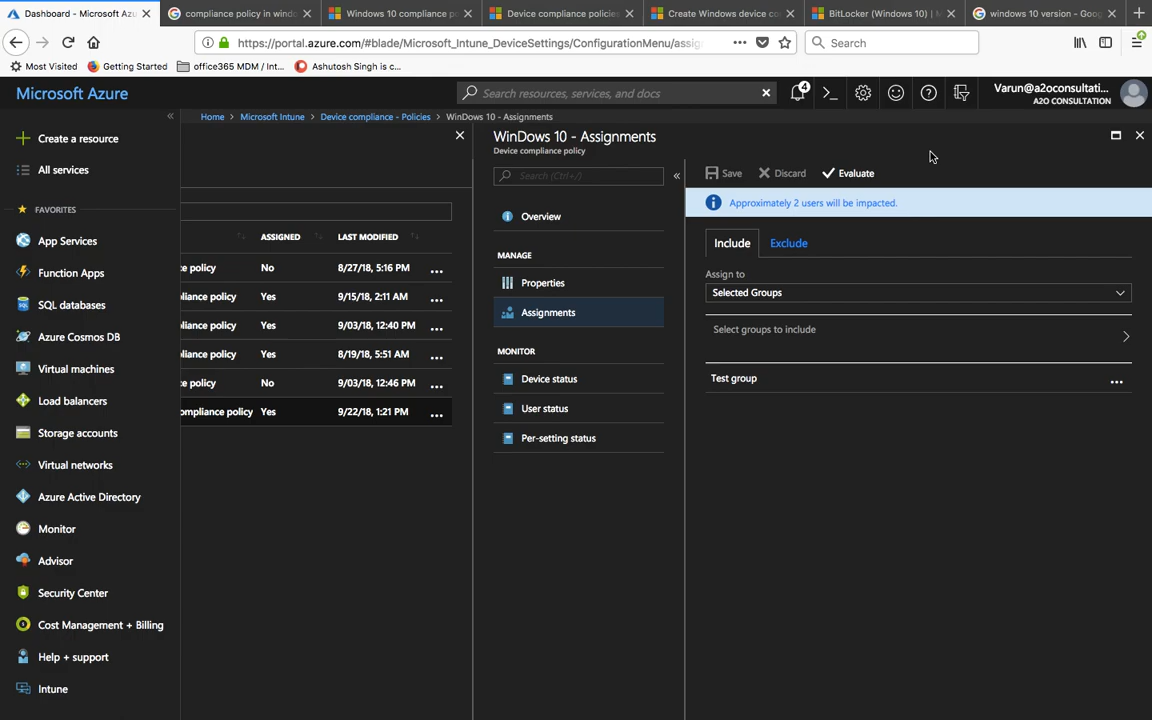 Dashboard - Microsoft Azu
compliance policy in windo
Windows 10 compliance po
Device compliance policies
Create Windows device co
BitLocker (Windows 10) | M
windows 10 version - Goog
https://portal.azure.com/#blade/Microsoft_Intune_DeviceSettings/ConfigurationMenu/assig
Search
Most Visited
Getting Started
office365 MDM / Int...
Ashutosh Singh is c...
Microsoft Azure
Search resources, services, and docs
4
Varun@a2oconsultati...
A2O CONSULTATION
Home > Microsoft Intune > Device compliance - Policies > WinDows 10 - Assignments
Create a resource
All services
FAVORITES
App Services
Function Apps
SQL databases
Azure Cosmos DB
Virtual machines
Load balancers
Storage accounts
Virtual networks
Azure Active Directory
Monitor
Advisor
Security Center
Cost Management + Billing
Help + support
Intune
ASSIGNED LAST MODIFIED
ce policy No 8/27/18, 5:16 PM ...
liance policy Yes 9/15/18, 2:11 AM ...
liance policy Yes 9/03/18, 12:40 PM ...
liance policy Yes 8/19/18, 5:51 AM ...
ce policy No 9/03/18, 12:46 PM ...
ompliance policy Yes 9/22/18, 1:21 PM ...
WinDows 10 - Assignments
Device compliance policy
Search (Ctrl+/)
Overview
MANAGE
Properties
Assignments
MONITOR
Device status
User status
Per-setting status
Save Discard Evaluate
Approximately 2 users will be impacted.
Include Exclude
Assign to
Selected Groups
Select groups to include
Test group ...